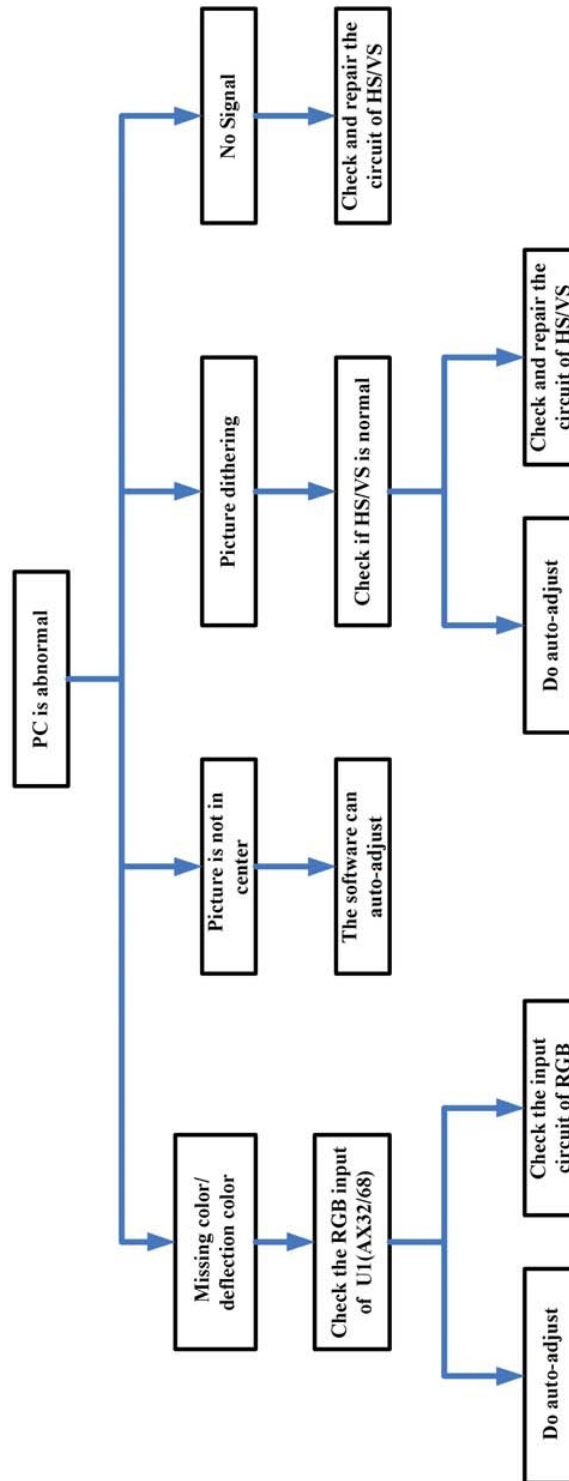 PC is abnormal
Missing color/
deflection color
Picture is not in
center
Picture dithering
No Signal
Check the RGB input
of U1(AX32/68)
The software can
auto-adjust
Check if HS/VS is normal
Check and repair the
circuit of HS/VS
Do auto-adjust
Check the input
circuit of RGB
Do auto-adjust
Check and repair the
circuit of HS/VS